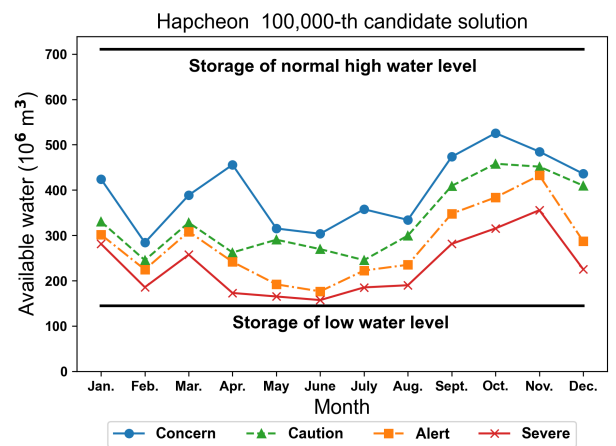 Hapcheon  100,000-th candidate solution
Available water (10⁶ m³)
700
600
500
400
300
200
100
0
Storage of normal high water level
Storage of low water level
Jan. Feb. Mar. Apr. May June July Aug. Sept. Oct. Nov. Dec.
Month
Concern Caution Alert Severe